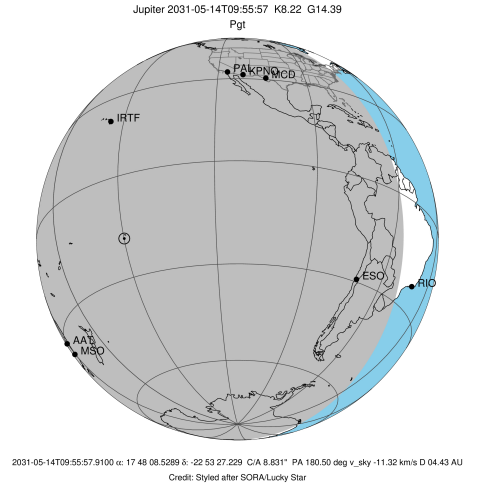 Jupiter 2031-05-14T09:55:57 K8.22 G14.39
Pgt
PAL
KPNO
MCD
IRTF
ESO
RIO
AAT
MSO
2031-05-14T09:55:57.9100 α: 17 48 08.5289 δ: -22 53 27.229 C/A 8.831" PA 180.50 deg v_sky -11.32 km/s D 04.43 AU
Credit: Styled after SORA/Lucky Star